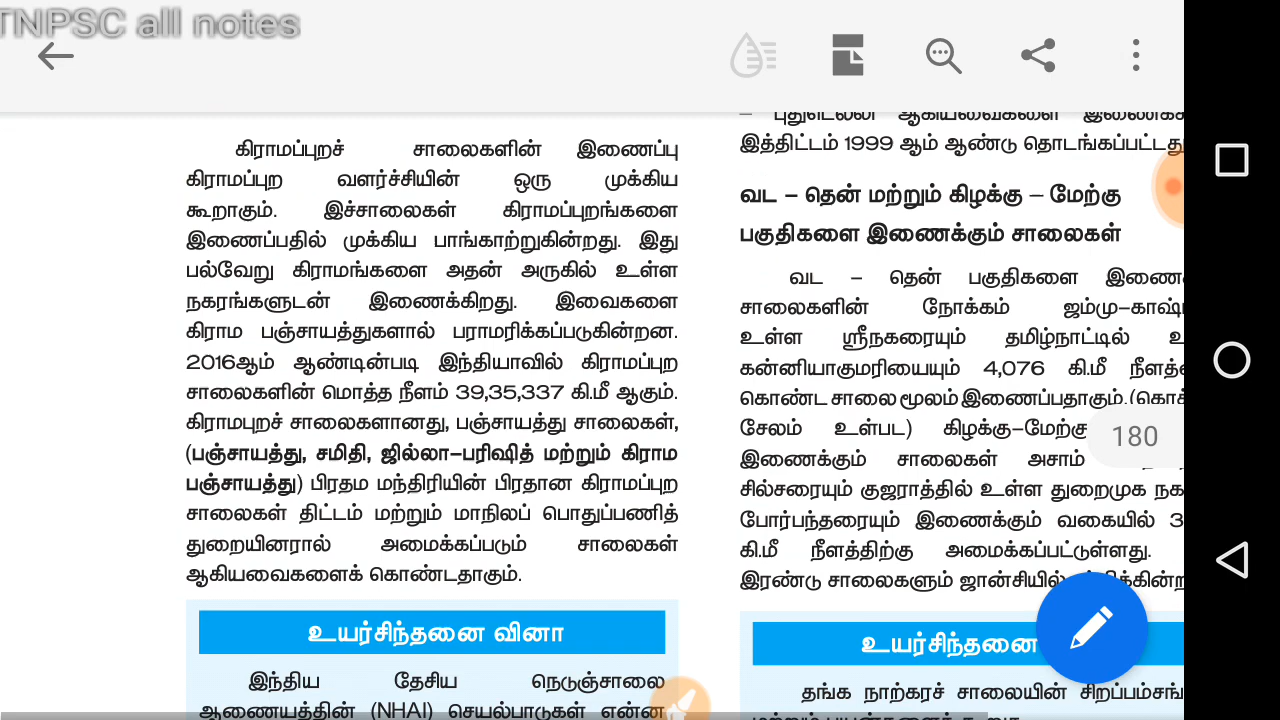 TNPSC all notes
கிராமப்புறச் சாலைகளின் இணைப்பு
கிராமப்புற வளர்ச்சியின் ஒரு முக்கிய
கூறாகும். இச்சாலைகள் கிராமப்புறங்களை
இணைப்பதில் முக்கிய பாங்காற்றுகின்றது. இது
பல்வேறு கிராமங்களை அதன் அருகில் உள்ள
நகரங்களுடன் இணைக்கிறது. இவைகளை
கிராம பஞ்சாயத்துகளால் பராமரிக்கப்படுகின்றன.
2016ஆம் ஆண்டின்படி இந்தியாவில் கிராமப்புற
சாலைகளின் மொத்த நீளம் 39,35,337 கி.மீ ஆகும்.
கிராமபுறச் சாலைகளானது, பஞ்சாயத்து சாலைகள்,
(பஞ்சாயத்து, சமிதி, ஜில்லா–பரிஷித் மற்றும் கிராம
பஞ்சாயத்து) பிரதம மந்திரியின் பிரதான கிராமப்புற
சாலைகள் திட்டம் மற்றும் மாநிலப் பொதுப்பணித்
துறையினரால் அமைக்கப்படும் சாலைகள்
ஆகியவைகளைக் கொண்டதாகும்.
உயர்சிந்தனை வினா
இந்திய தேசிய நெடுஞ்சாலை
ஆணையத்தின் (NHAI) செயல்பாடுகள் என்ன
– புதுடெல்லி ஆகியவைகளை
இத்திட்டம் 1999 ஆம் ஆண்டு தொடங்கப்பட்டது
வட – தென் மற்றும் கிழக்கு – மேற்கு
பகுதிகளை இணைக்கும் சாலைகள்
வட – தென் பகுதிகளை
சாலைகளின் நோக்கம்
உள்ள ஸ்ரீநகரையும் தமிழ்நாட்டில்
கன்னியாகுமரியையும் 4,076 கி.மீ
கொண்ட சாலை மூலம் இணைப்பதாகும்.
சேலம் உள்பட) கிழக்கு–மேற்கு
இணைக்கும் சாலைகள் அசாம்
சில்சரையும் குஜராத்தில் உள்ள துறைமுக
போர்பந்தரையும் இணைக்கும் வகையில்
கி.மீ நீளத்திற்கு அமைக்கப்பட்டுள்ளது.
இரண்டு சாலைகளும் ஜான்சியில்
உயர்சிந்தனை
தங்க நாற்கரச் சாலையின்
180